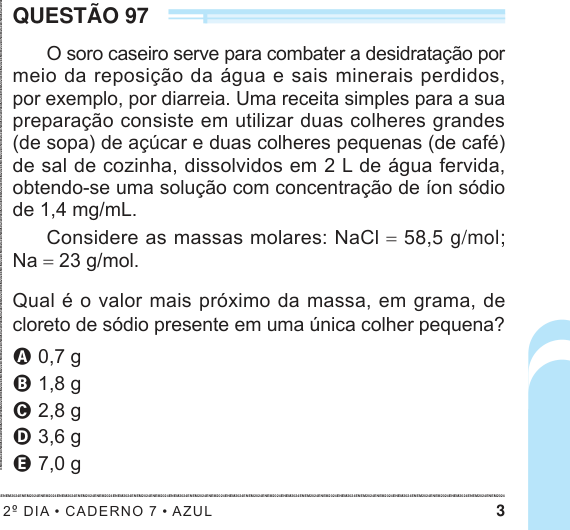 QUESTÃO 97
O soro caseiro serve para combater a desidratação por
meio da reposição da água e sais minerais perdidos,
por exemplo, por diarreia. Uma receita simples para a sua
preparação consiste em utilizar duas colheres grandes
(de sopa) de açúcar e duas colheres pequenas (de café)
de sal de cozinha, dissolvidos em 2 L de água fervida,
obtendo-se uma solução com concentração de íon sódio
de 1,4 mg/mL.
Considere as massas molares: NaCl = 58,5 g/mol;
Na = 23 g/mol.
Qual é o valor mais próximo da massa, em grama, de
cloreto de sódio presente em uma única colher pequena?
A 0,7 g
B 1,8 g
C 2,8 g
D 3,6 g
E 7,0 g
2º DIA • CADERNO 7 • AZUL 3